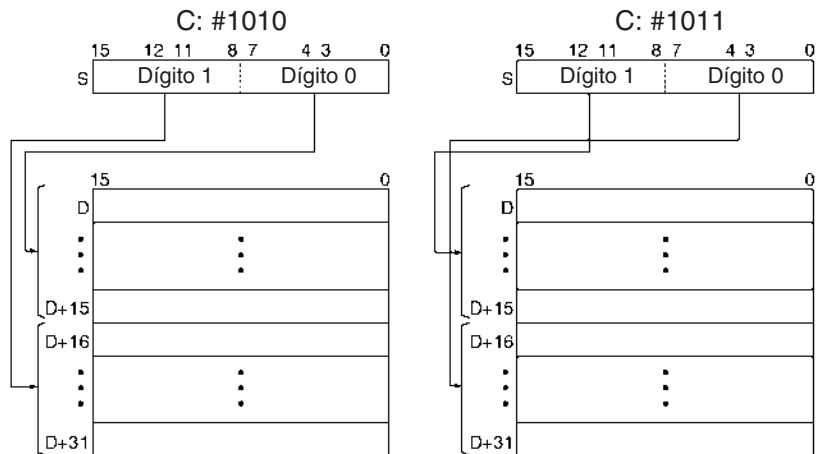 C: #1010
15 12 11 8 7 4 3 0
S Dígito 1 Dígito 0
15 0
D
D+15
D+16
D+31
C: #1011
15 12 11 8 7 4 3 0
S Dígito 1 Dígito 0
15 0
D
D+15
D+16
D+31